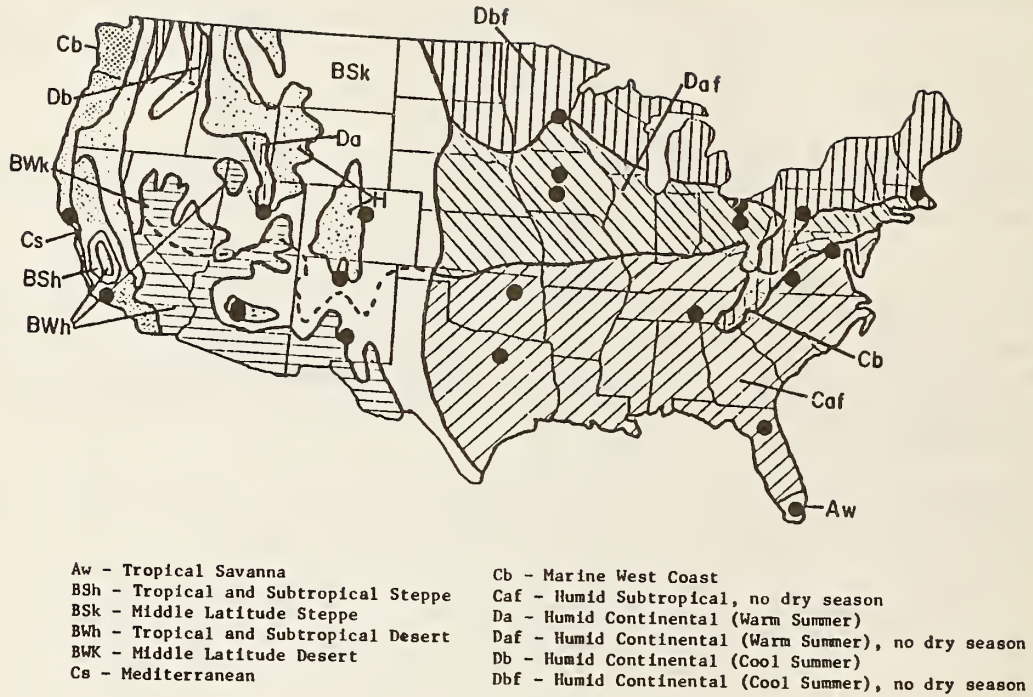 Dbf
Cb
BSk
Daf
Db
Da
BWk
H
Cs
BSh
BWh
Cb
Caf
Aw
Aw - Tropical Savanna
BSh - Tropical and Subtropical Steppe
BSk - Middle Latitude Steppe
BWh - Tropical and Subtropical Desert
BWK - Middle Latitude Desert
Cs - Mediterranean
Cb - Marine West Coast
Caf - Humid Subtropical, no dry season
Da - Humid Continental (Warm Summer)
Daf - Humid Continental (Warm Summer), no dry season
Db - Humid Continental (Cool Summer)
Dbf - Humid Continental (Cool Summer), no dry season